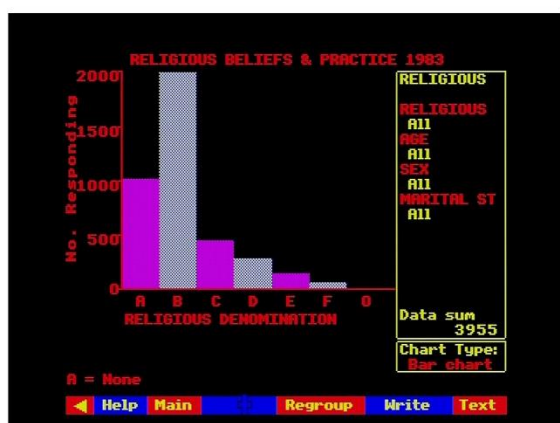 RELIGIOUS BELIEFS & PRACTICE 1983
2000
1500
1000
500
0
No. Responding
A B C D E F O
RELIGIOUS DENOMINATION
RELIGIOUS
RELIGIOUS
All
AGE
All
SEX
All
MARITAL ST
All
Data sum
3955
Chart Type:
Bar chart
A = None
Help Main Regroup Write Text